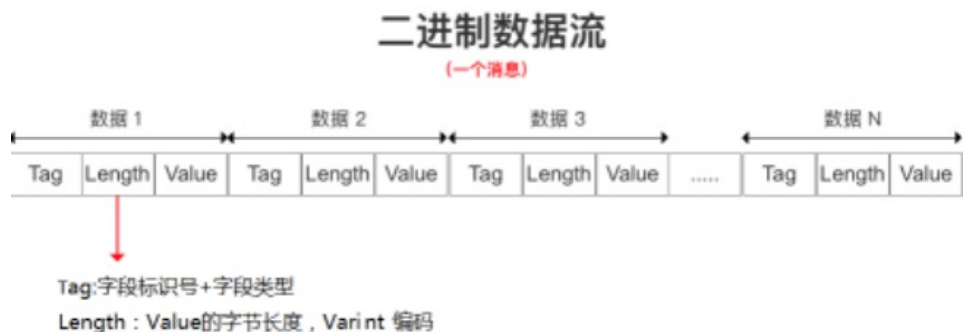 二进制数据流
(一个消息)
数据 1 数据 2 数据 3 数据 N
Tag Length Value Tag Length Value Tag Length Value ..... Tag Length Value
Tag:字段标识号+字段类型
Length：Value的字节长度，Varint 编码